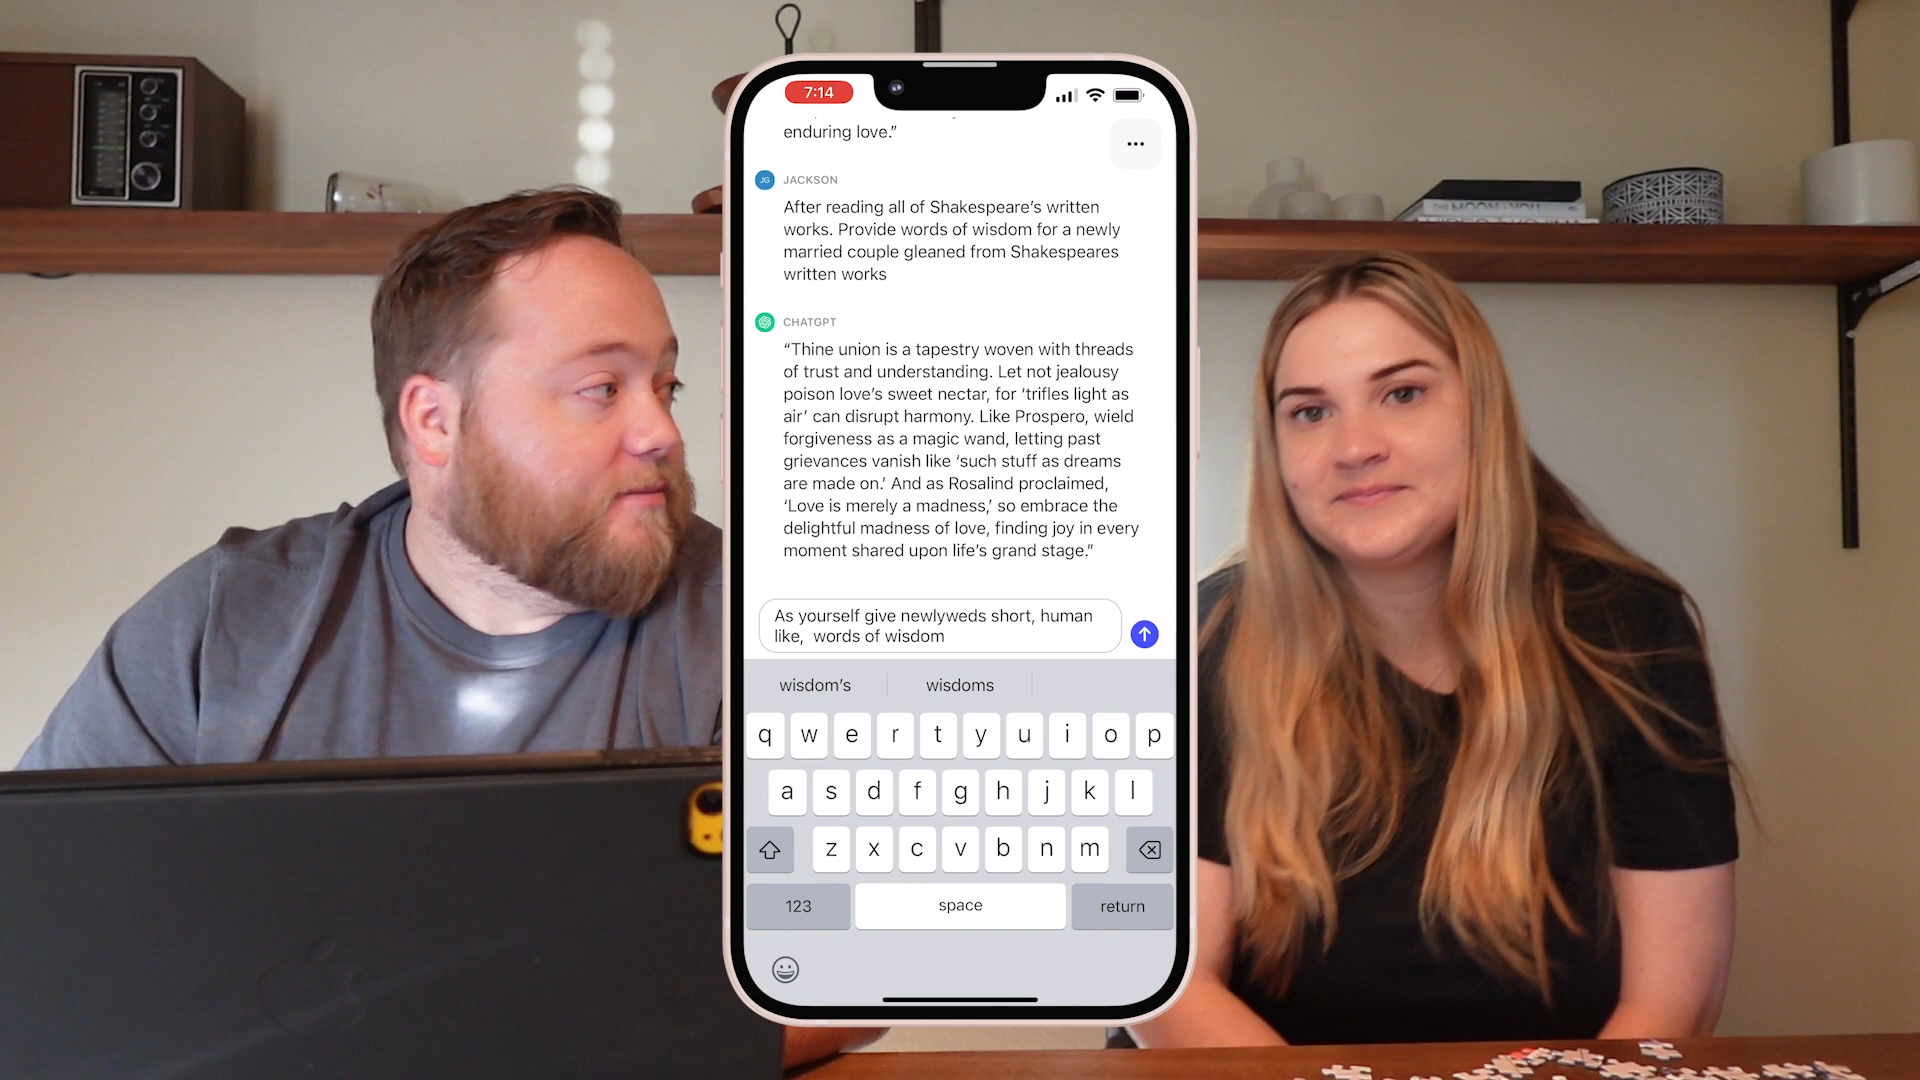 7:14
enduring love.”
...
JG JACKSON
After reading all of Shakespeare’s written
works. Provide words of wisdom for a newly
married couple gleaned from Shakespeares
written works
CHATGPT
“Thine union is a tapestry woven with threads
of trust and understanding. Let not jealousy
poison love’s sweet nectar, for ‘trifles light as
air’ can disrupt harmony. Like Prospero, wield
forgiveness as a magic wand, letting past
grievances vanish like ‘such stuff as dreams
are made on.’ And as Rosalind proclaimed,
‘Love is merely a madness,’ so embrace the
delightful madness of love, finding joy in every
moment shared upon life’s grand stage.”
As yourself give newlyweds short, human
like,  words of wisdom
wisdom’s wisdoms
q w e r t y u i o p
a s d f g h j k l
z x c v b n m
123 space return
THE MOON + YOU